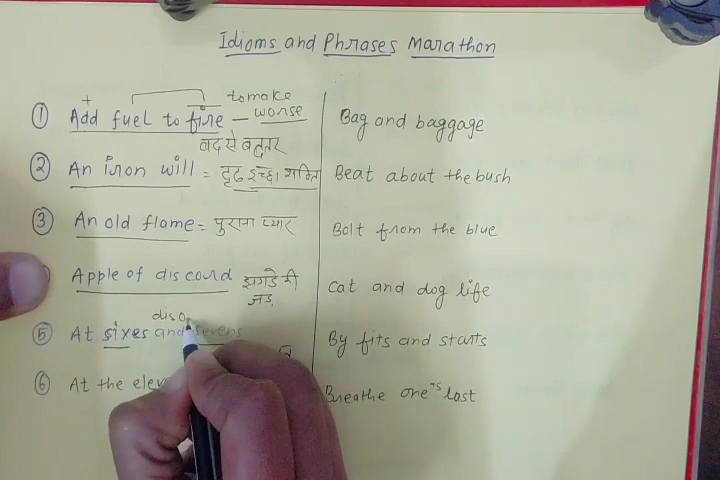 Idioms and Phrases Marathon
+
to make
① Add fuel to fire — worse
बद से बद्तर
② An iron will = दृढ इच्छा शक्ति
③ An old flame = पुराना प्यार
Apple of discord झगडे की
जड़
diso
⑤ At sixes and sevens
⑥ At the elev
Bag and baggage
Beat about the bush
Bolt from the blue
Cat and dog life
By fits and starts
Breathe one's last